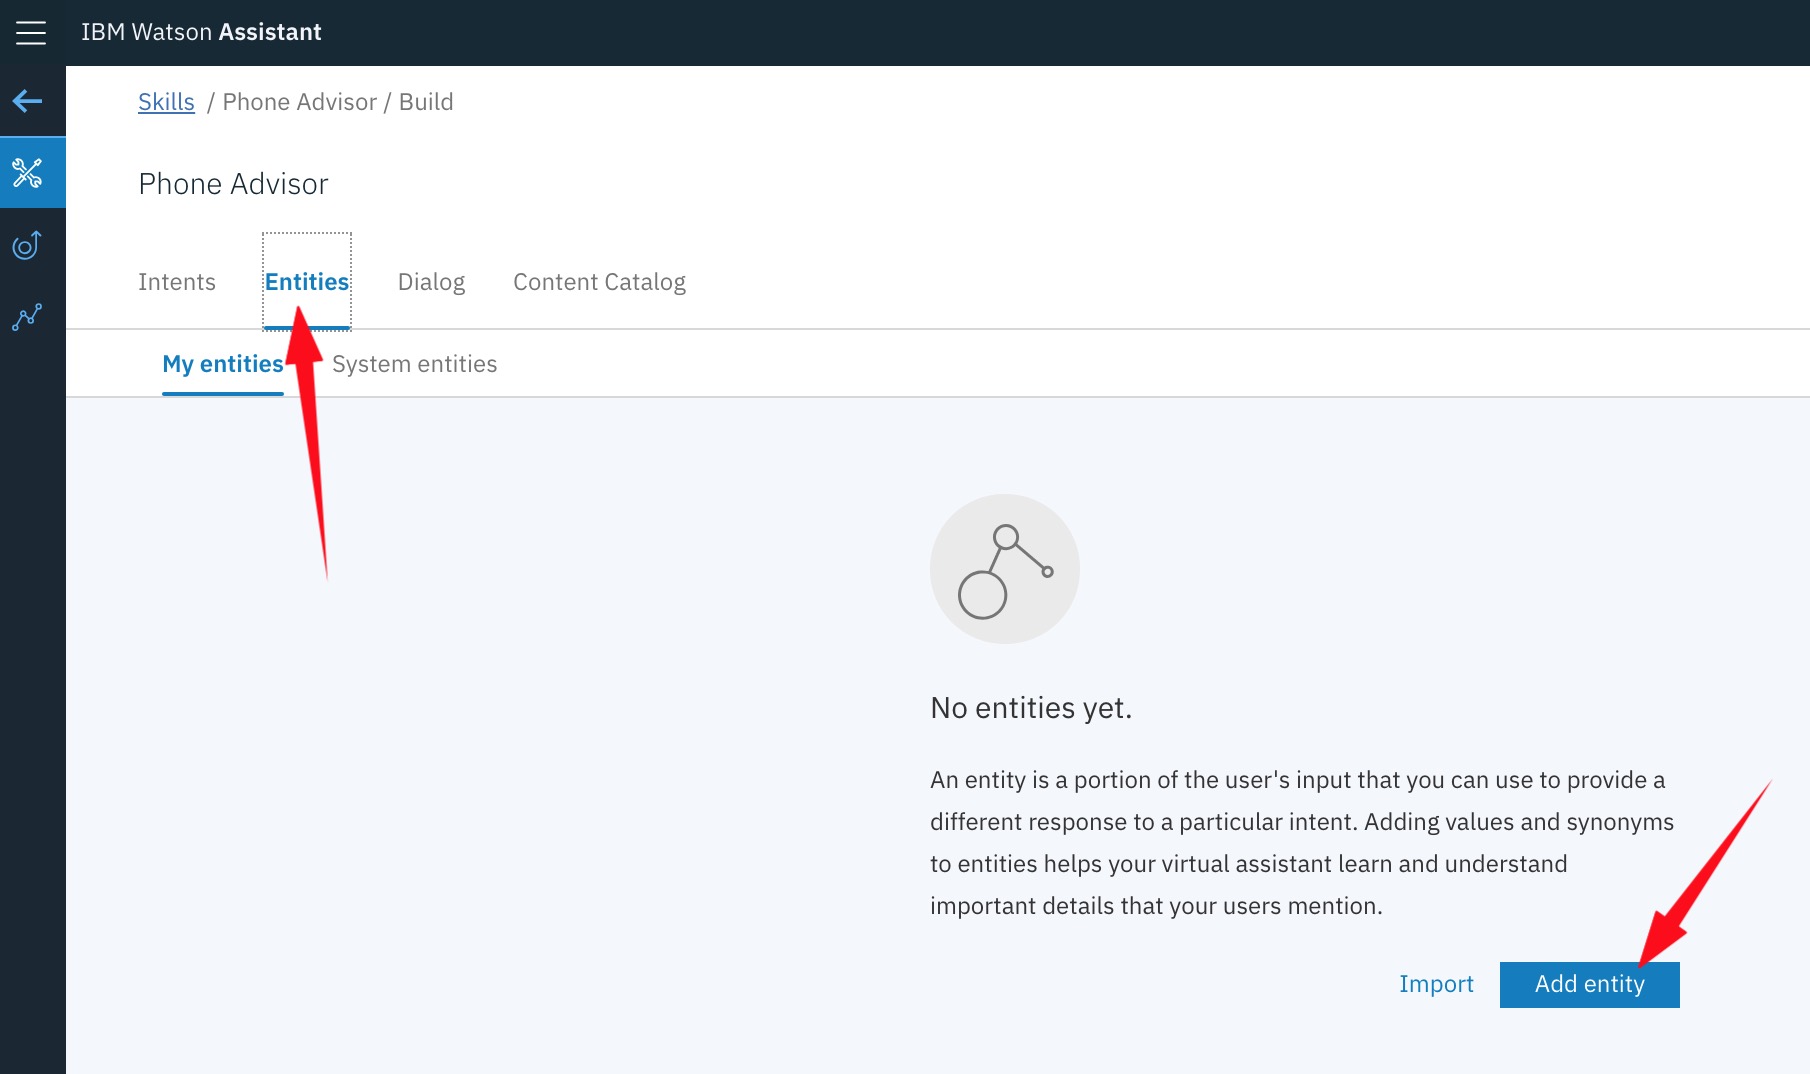 IBM Watson Assistant
Skills / Phone Advisor / Build
Phone Advisor
Intents Entities Dialog Content Catalog
My entities System entities
No entities yet.
An entity is a portion of the user's input that you can use to provide a
different response to a particular intent. Adding values and synonyms
to entities helps your virtual assistant learn and understand
important details that your users mention.
Import Add entity